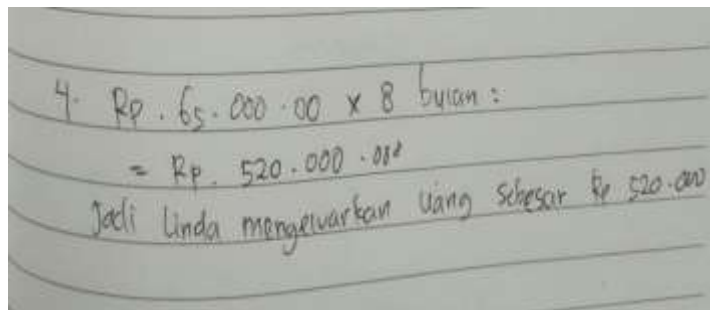 4. Rp. 65.000.00 x 8 bulan :
= Rp. 520.000.000
Jadi Linda mengeluarkan uang sebesar Rp 520.000